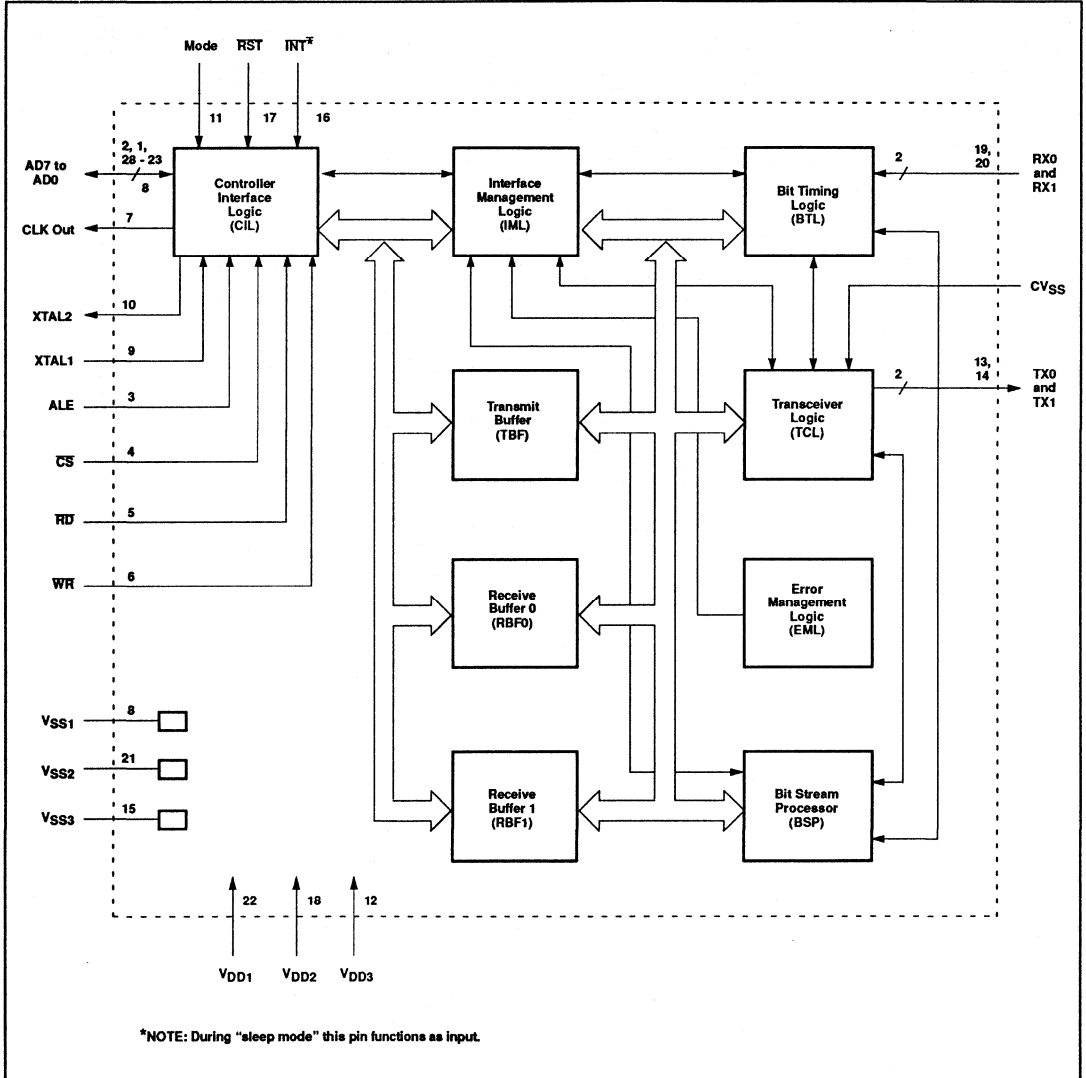 Mode RST INT*
11 17 16
2, 1,
28 - 23
AD7 to
AD0
8
7
CLK Out
Controller
Interface
Logic
(CIL)
Interface
Management
Logic
(IML)
Bit Timing
Logic
(BTL)
2
19,
20
RX0
and
RX1
10
XTAL2
9
XTAL1
3
ALE
4
CS
5
RD
6
WR
CVSS
Transmit
Buffer
(TBF)
Transceiver
Logic
(TCL)
2
13,
14
TX0
and
TX1
Receive
Buffer 0
(RBF0)
Error
Management
Logic
(EML)
8
VSS1
21
VSS2
15
VSS3
Receive
Buffer 1
(RBF1)
Bit Stream
Processor
(BSP)
22 18 12
VDD1 VDD2 VDD3
*NOTE: During “sleep mode” this pin functions as input.